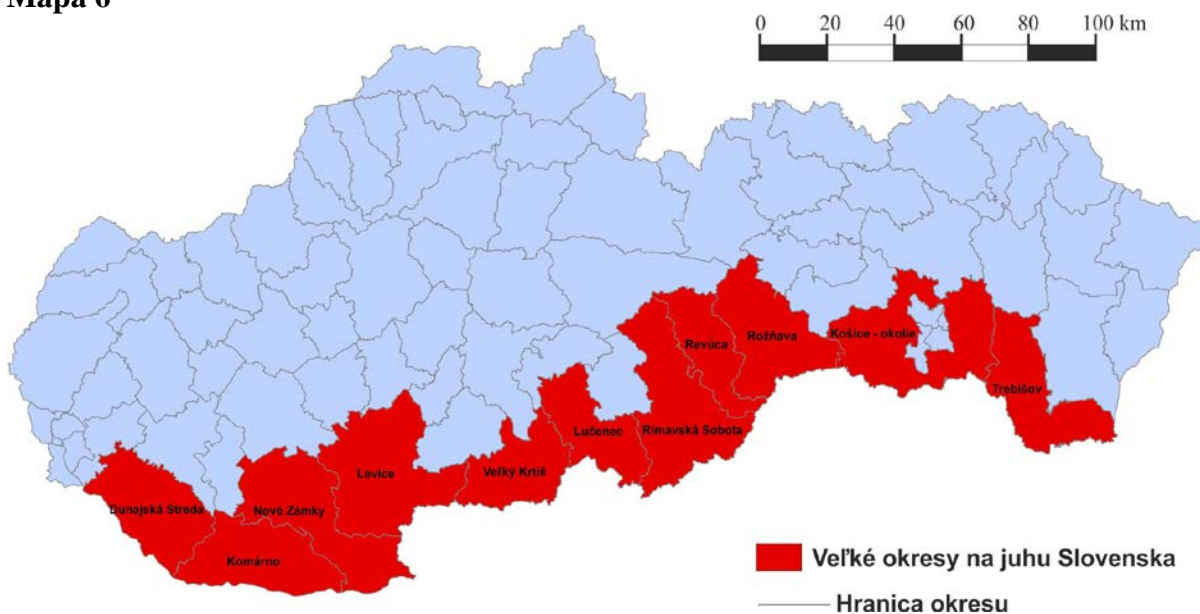 Mapa 6
0 20 40 60 80 100 km
Rožňava
Košice - okolie
Revúca
Trebišov
Lučenec
Rimavská Sobota
Levice
Veľký Krtíš
Dunajská Streda
Nové Zámky
Komárno
Veľké okresy na juhu Slovenska
Hranica okresu